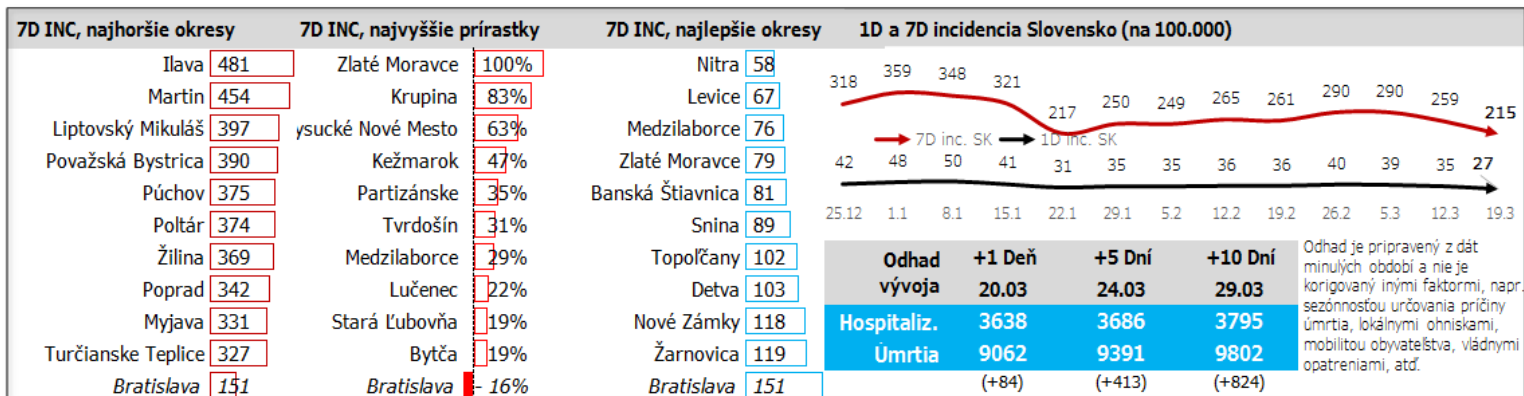 7D INC, najhoršie okresy
Ilava 481
Martin 454
Liptovský Mikuláš 397
Považská Bystrica 390
Púchov 375
Poltár 374
Žilina 369
Poprad 342
Myjava 331
Turčianske Teplice 327
Bratislava 151
7D INC, najvyššie prírastky
Zlaté Moravce 100%
Krupina 83%
ysucké Nové Mesto 63%
Kežmarok 47%
Partizánske 35%
Tvrdošín 31%
Medzilaborce 29%
Lučenec 22%
Stará Ľubovňa 19%
Bytča 19%
Bratislava - 16%
7D INC, najlepšie okresy
Nitra 58
Levice 67
Medzilaborce 76
Zlaté Moravce 79
Banská Štiavnica 81
Snina 89
Topoľčany 102
Detva 103
Nové Zámky 118
Žarnovica 119
Bratislava 151
1D a 7D incidencia Slovensko (na 100.000)
318 359 348 321 217 250 249 265 261 290 290 259 215
7D inc. SK 1D inc. SK
42 48 50 41 31 35 35 36 36 40 39 35 27
25.12 1.1 8.1 15.1 22.1 29.1 5.2 12.2 19.2 26.2 5.3 12.3 19.3
Odhad vývoja +1 Deň +5 Dní +10 Dní
20.03 24.03 29.03
Hospitaliz. 3638 3686 3795
Úmrtia 9062 9391 9802
(+84) (+413) (+824)
Odhad je pripravený z dát
minulých období a nie je
korigovaný inými faktormi, napr.
sezónnosťou určovania príčiny
úmrtia, lokálnymi ohniskami,
mobilitou obyvateľstva, vládnymi
opatreniami, atď.